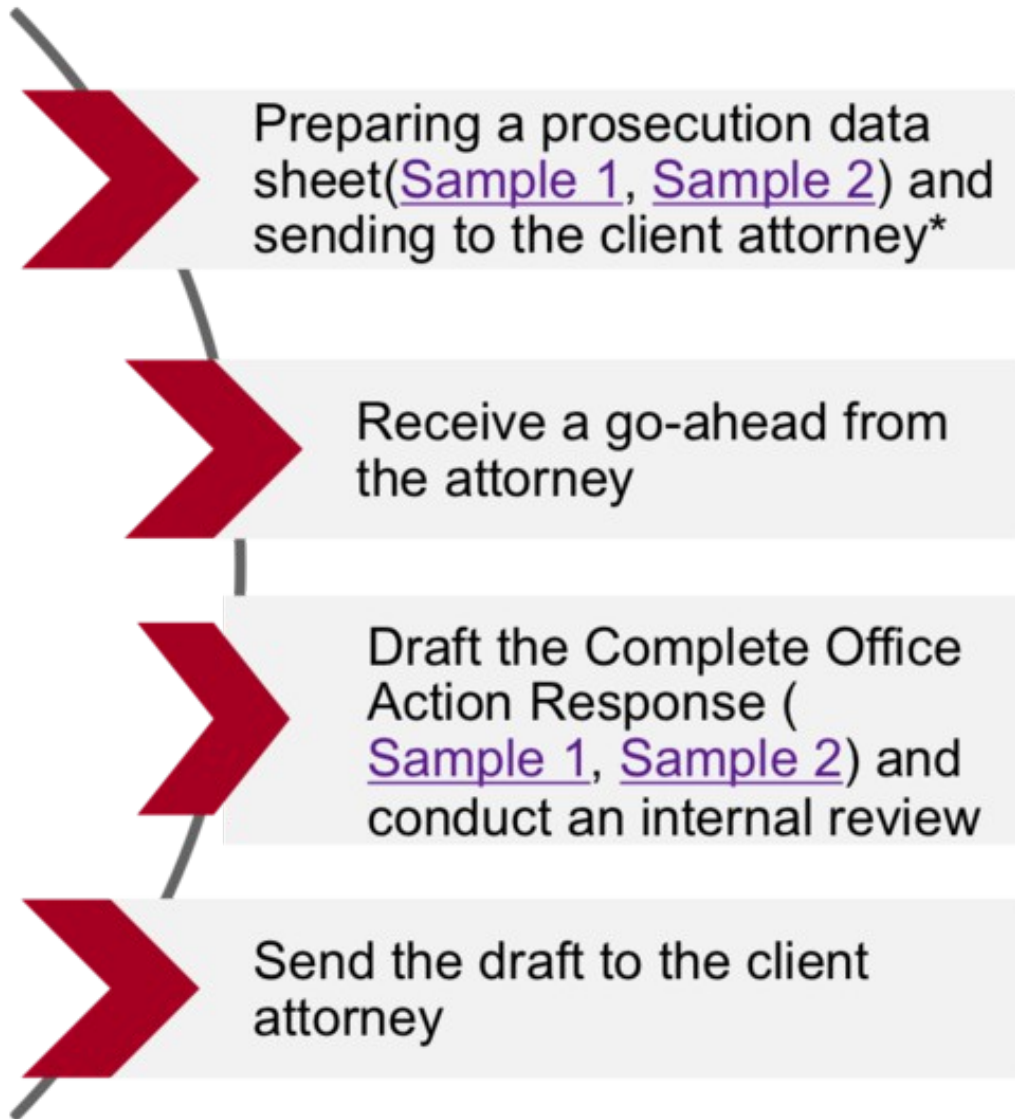 Preparing a prosecution data
sheet(Sample 1, Sample 2) and
sending to the client attorney*
Receive a go-ahead from
the attorney
Draft the Complete Office
Action Response (
Sample 1, Sample 2) and
conduct an internal review
Send the draft to the client
attorney